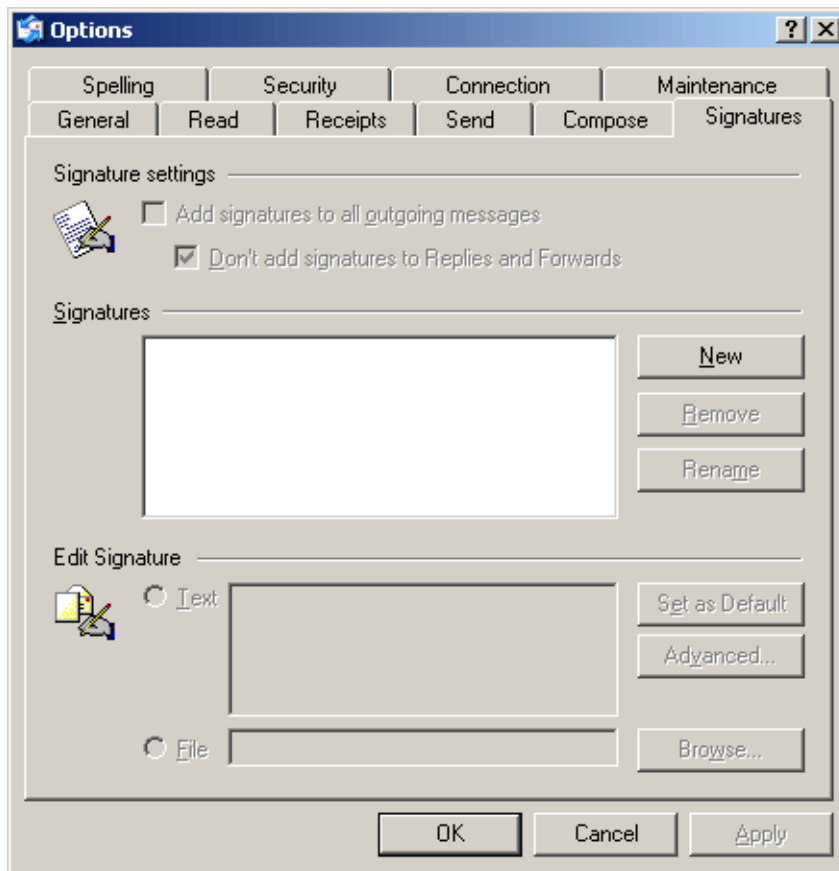 Options
Spelling Security Connection Maintenance
General Read Receipts Send Compose Signatures
Signature settings
Add signatures to all outgoing messages
Don't add signatures to Replies and Forwards
Signatures
New
Remove
Rename
Edit Signature
Text
Set as Default
Advanced...
File
Browse...
OK Cancel Apply